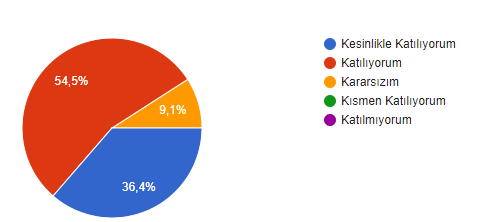 54,5%
9,1%
36,4%
Kesinlikle Katılıyorum
Katılıyorum
Kararsızım
Kısmen Katılıyorum
Katılmıyorum